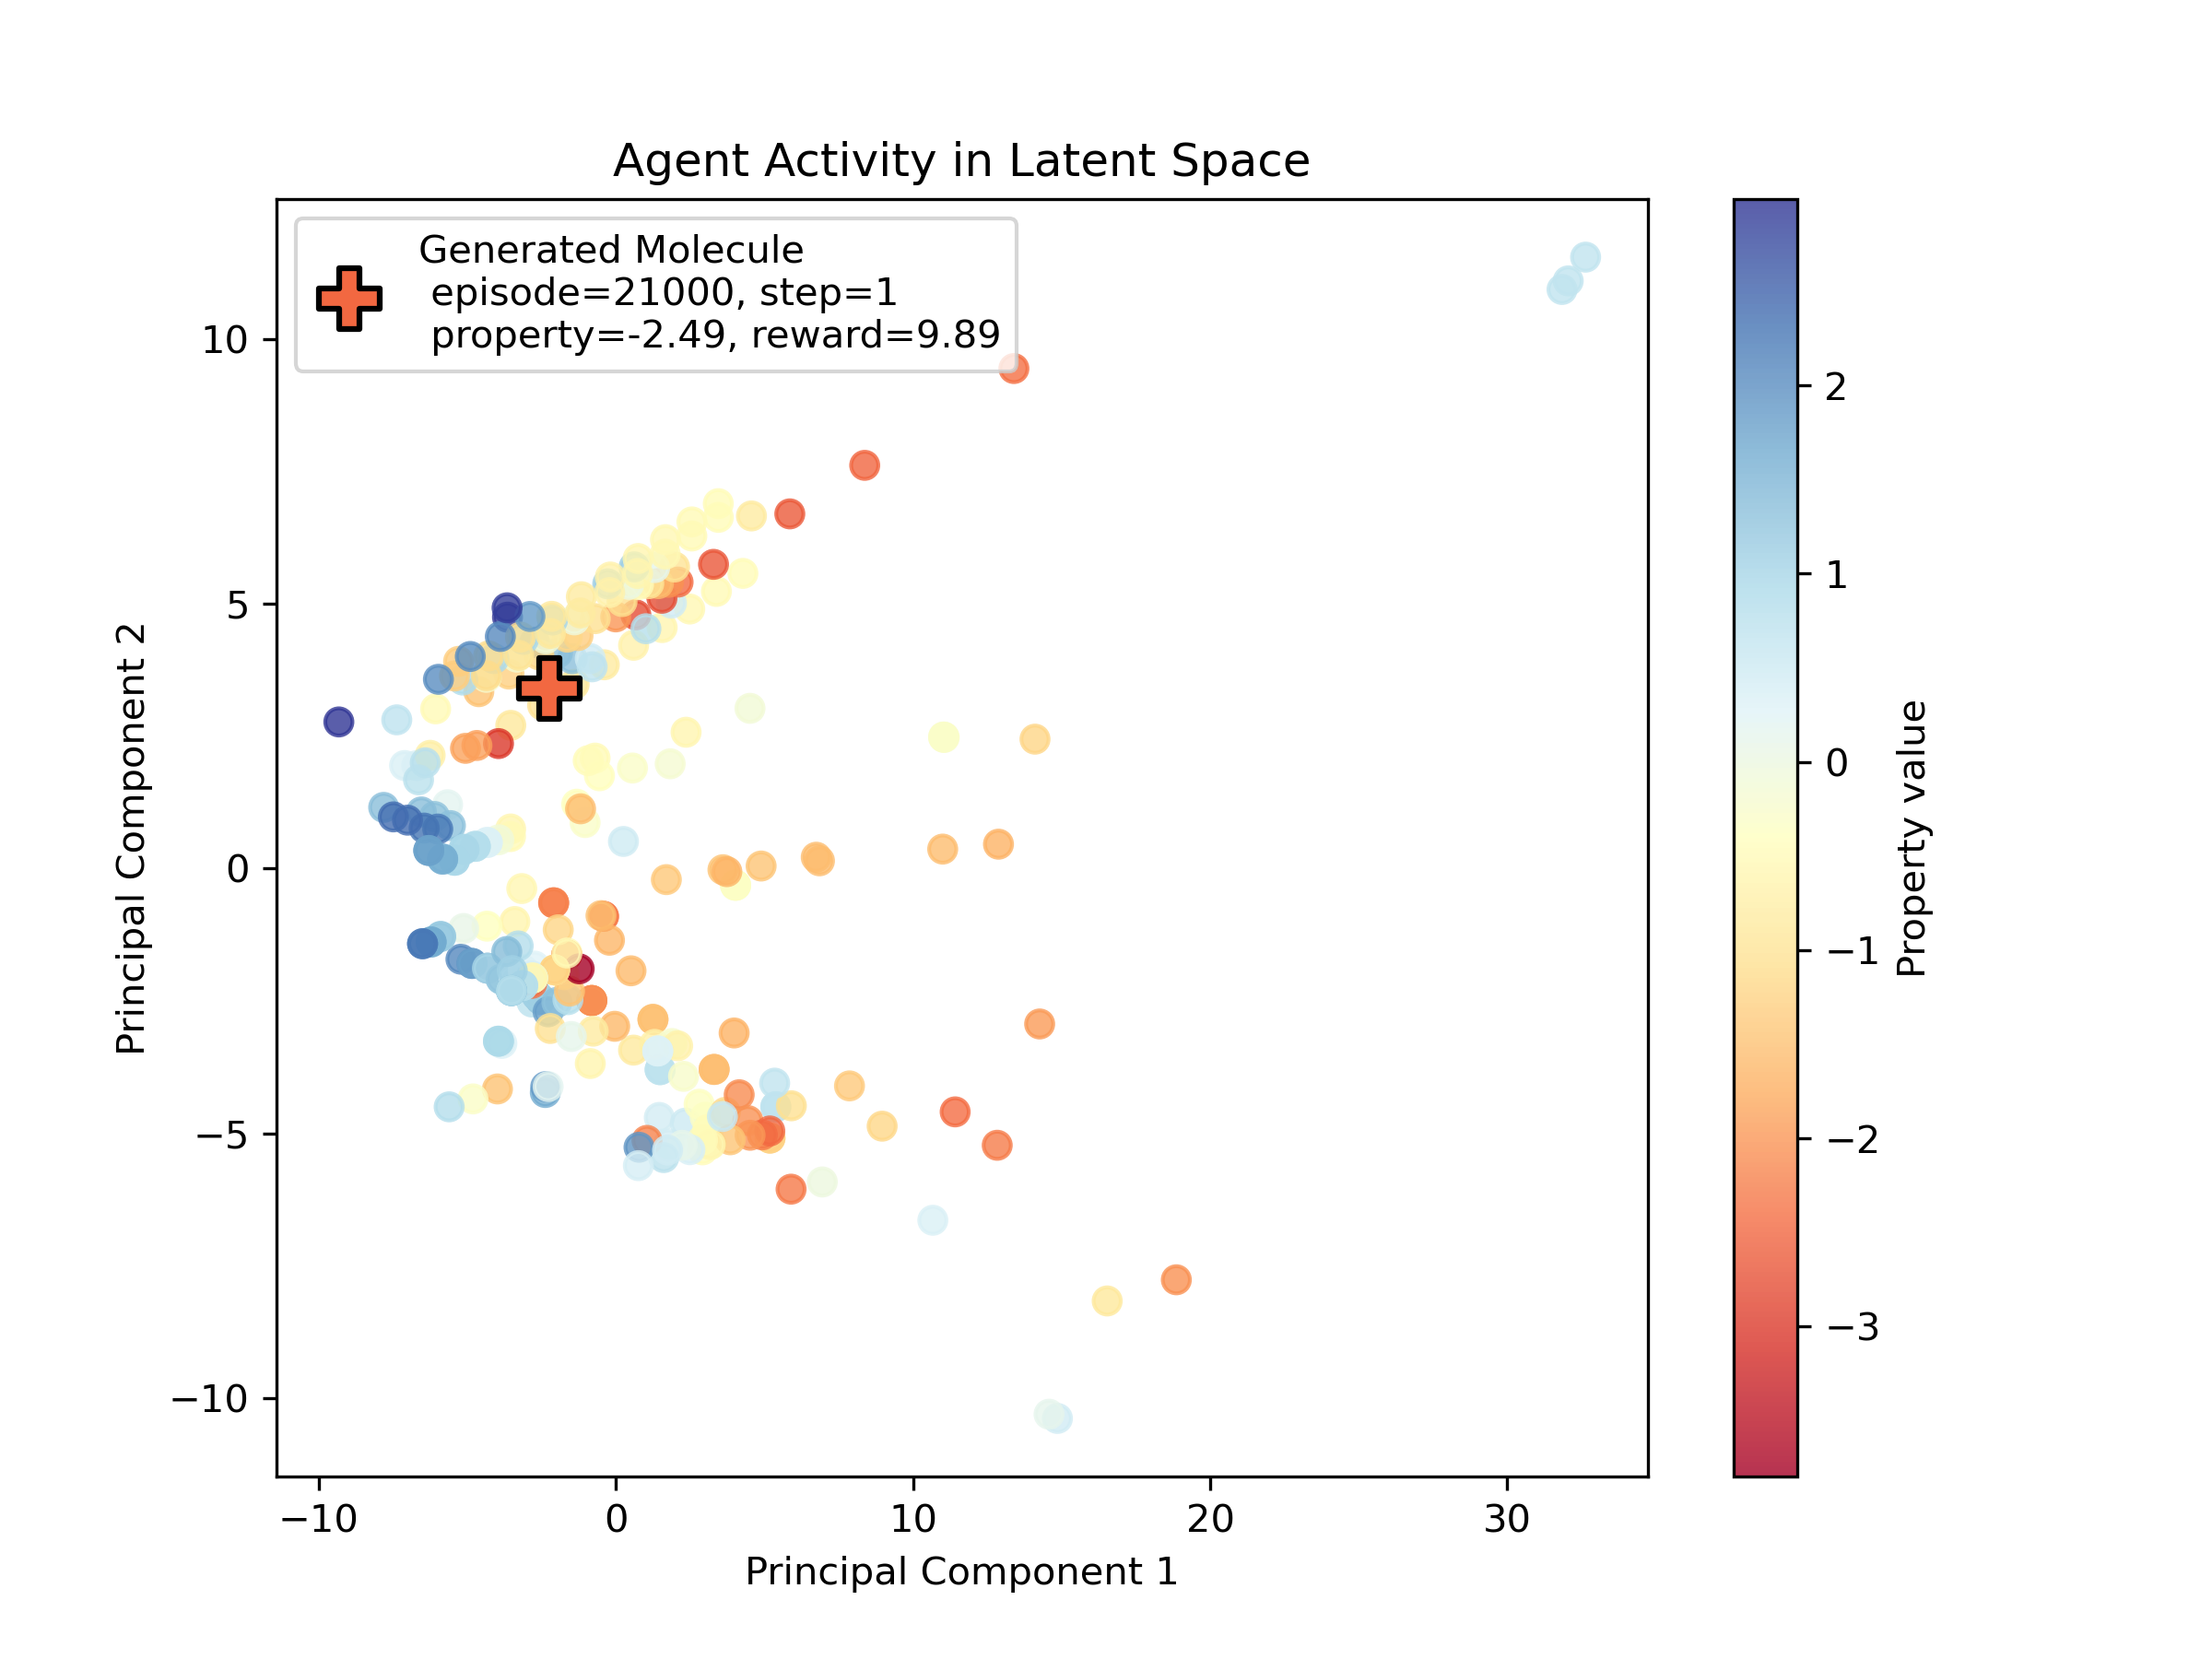 Agent Activity in Latent Space
Generated Molecule
episode=21000, step=1
property=-2.49, reward=9.89
10
5
0
−5
−10
Principal Component 2
−10
0
10
20
30
Principal Component 1
2
1
0
−1
−2
−3
Property value